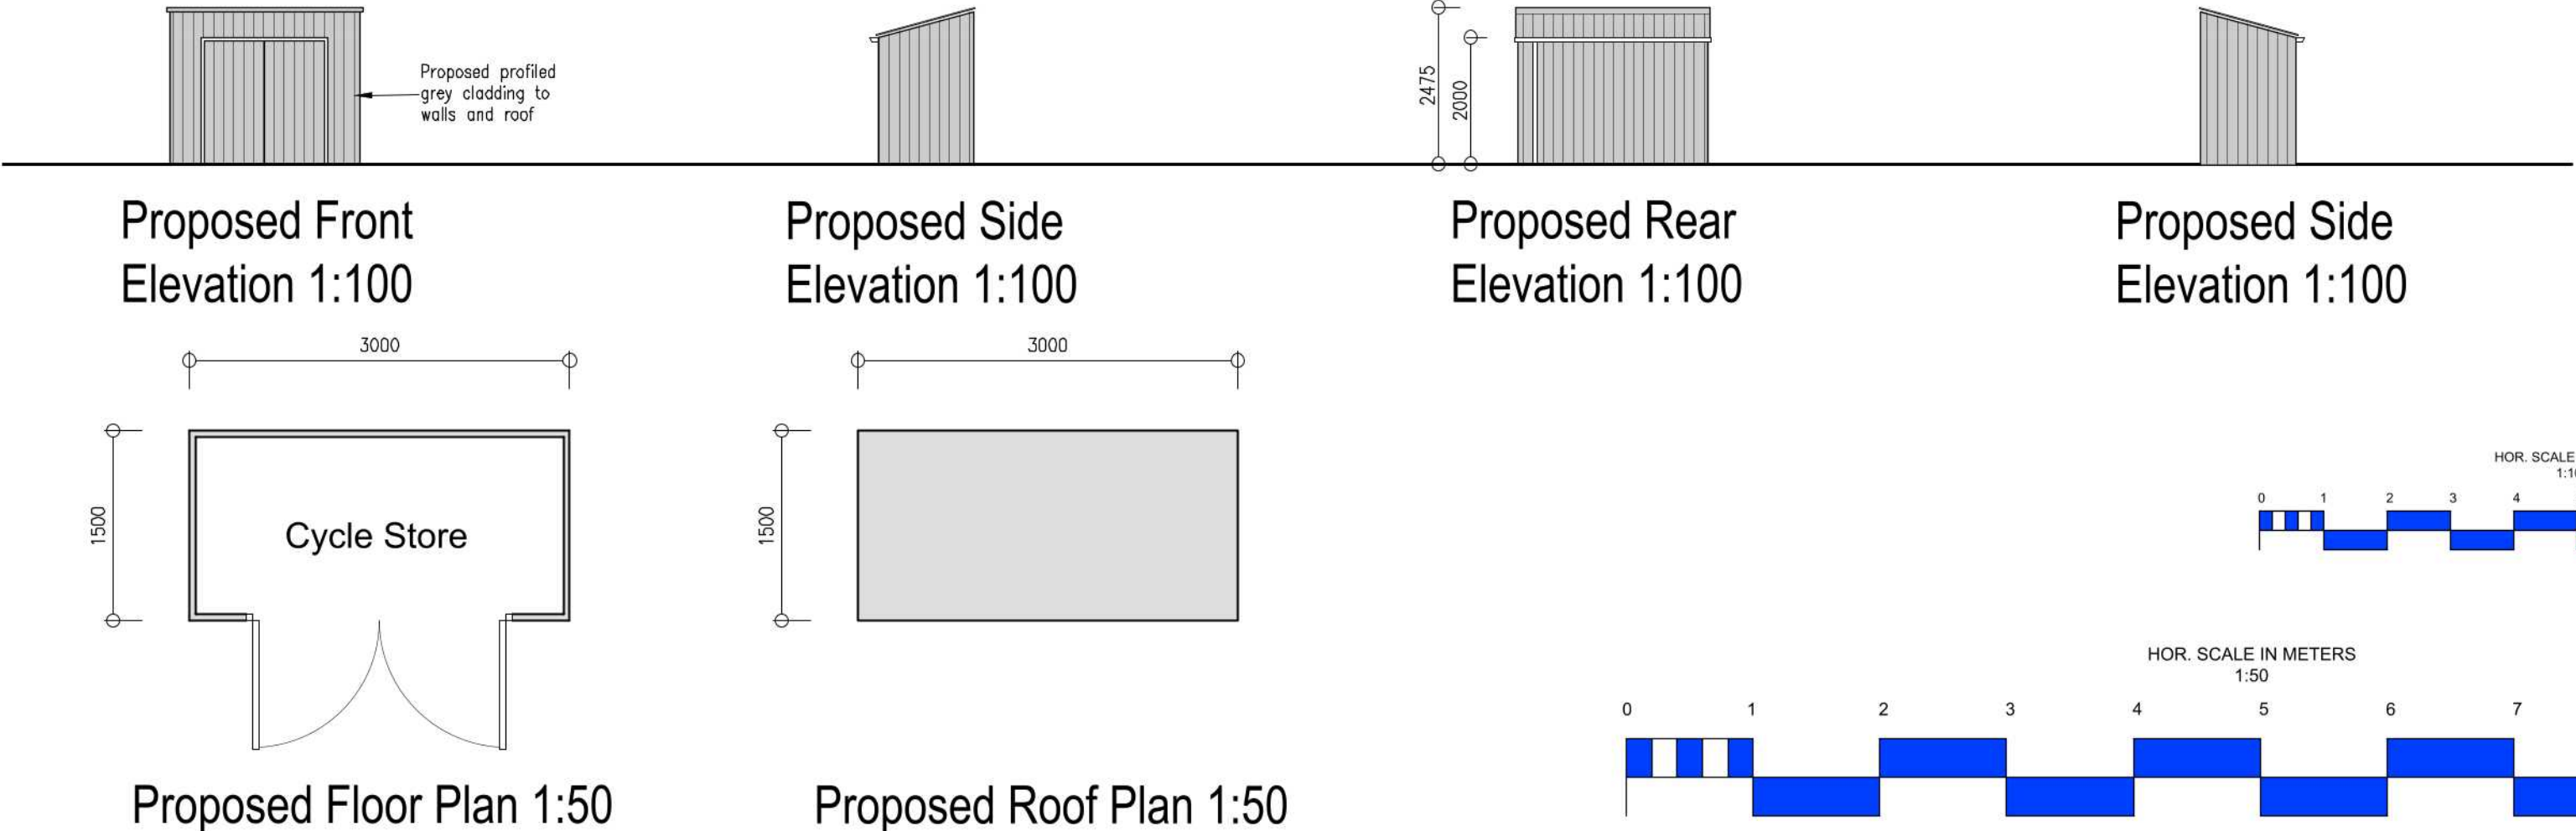 Proposed profiled
grey cladding to
walls and roof
2475
2000
Proposed Front
Elevation 1:100
Proposed Side
Elevation 1:100
Proposed Rear
Elevation 1:100
Proposed Side
Elevation 1:100
3000
1500
Cycle Store
Proposed Floor Plan 1:50
3000
1500
Proposed Roof Plan 1:50
HOR. SCALE
0 1 2 3 4
HOR. SCALE IN METERS
1:50
0 1 2 3 4 5 6 7